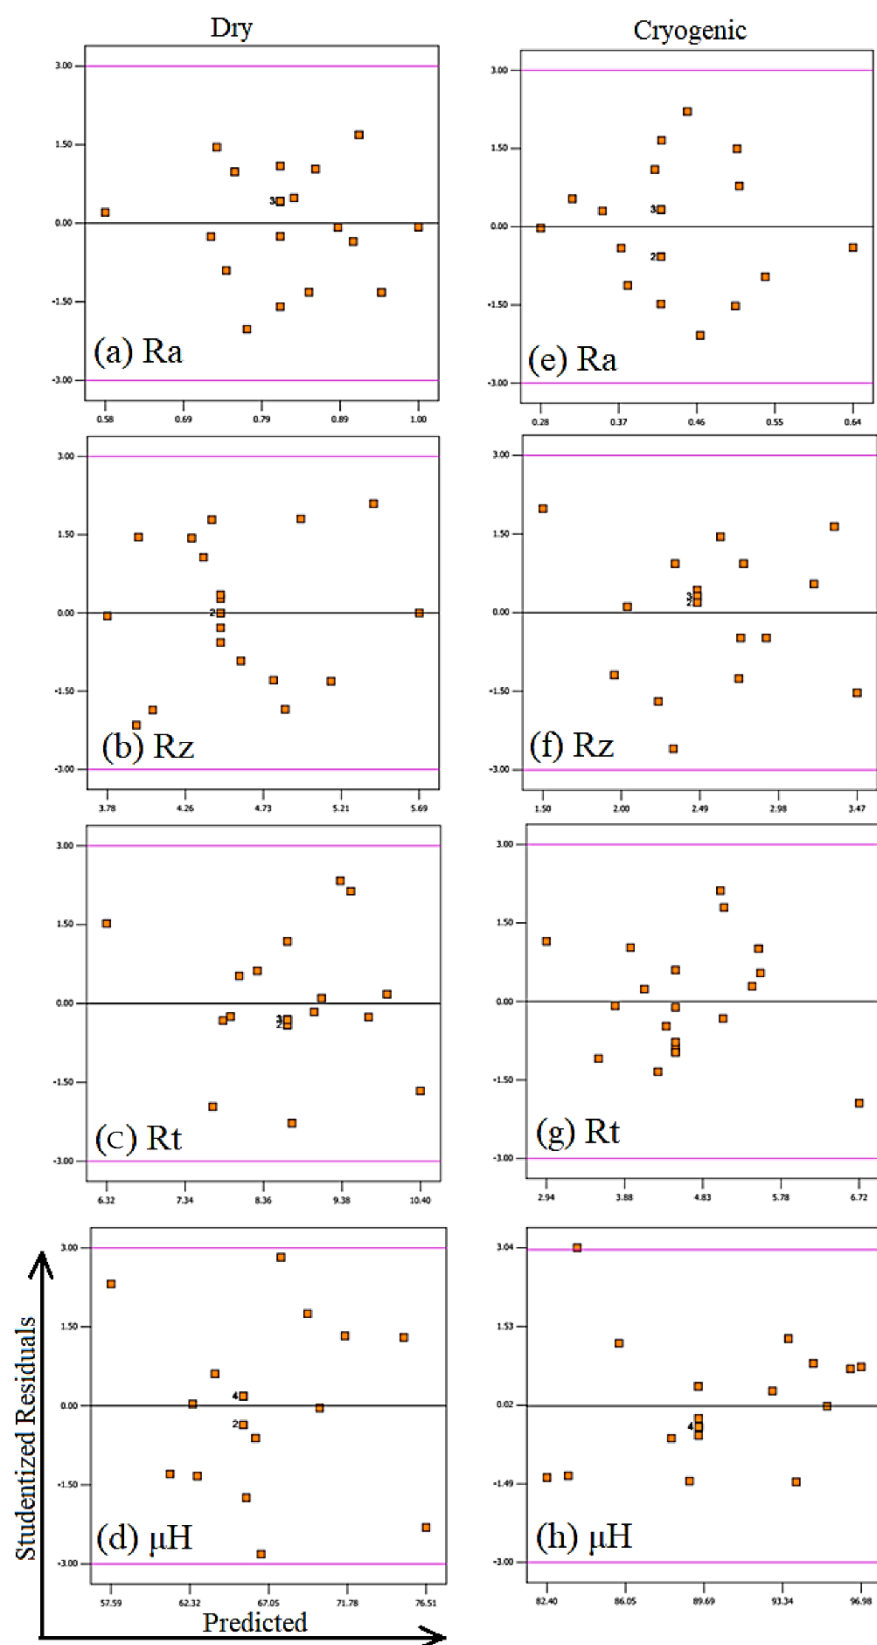 Dry
3.00
1.50
0.00
-1.50
-3.00
3
(a) Ra
0.58 0.69 0.79 0.89 1.00
Cryogenic
3.00
1.50
0.00
-1.50
-3.00
3
2
(e) Ra
0.28 0.37 0.46 0.55 0.64
3.00
1.50
0.00
-1.50
-3.00
2
(b) Rz
3.78 4.26 4.73 5.21 5.69
3.00
1.50
0.00
-1.50
-3.00
(f) Rz
1.50 2.00 2.49 2.98 3.47
3.00
1.50
0.00
-1.50
-3.00
2
(c) Rt
6.32 7.34 8.36 9.38 10.40
3.00
1.50
0.00
-1.50
-3.00
(g) Rt
2.94 3.88 4.83 5.78 6.72
3.00
1.50
0.00
-1.50
-3.00
4
2
(d) μH
57.59 62.32 67.05 71.78 76.51
3.04
1.53
0.02
-1.49
-3.00
4
(h) μH
82.40 86.05 89.69 93.34 96.98
Studentized Residuals
Predicted